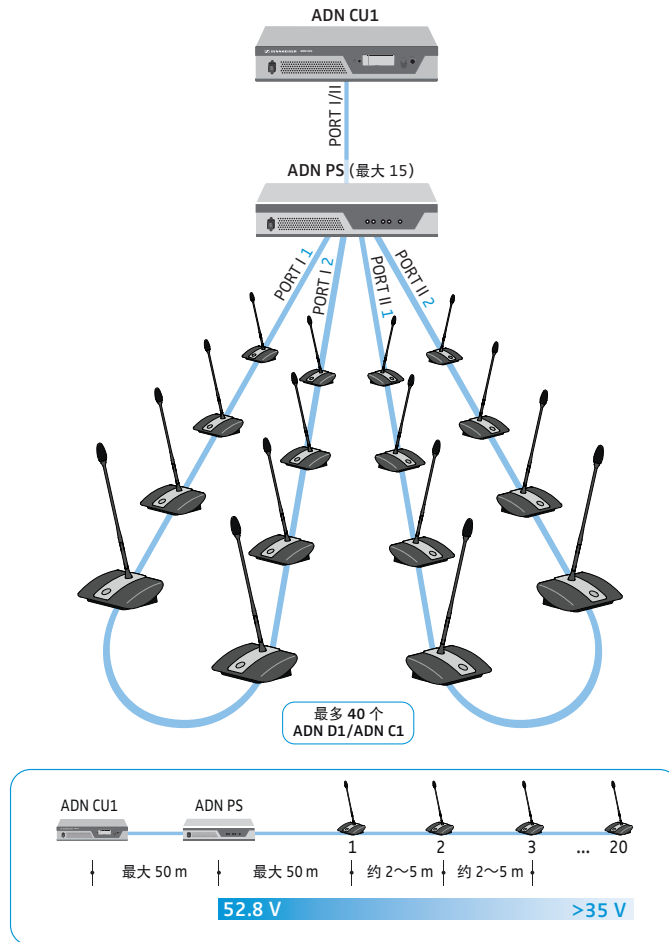 ADN CU1
SENNHEISER
PORT I/II
ADN PS (最大 15)
PORT I 1
PORT I 2
PORT II 1
PORT II 2
最多 40 个
ADN D1/ADN C1
ADN CU1
ADN PS
1
2
3
...
20
最大 50 m
最大 50 m
约 2～5 m
约 2～5 m
52.8 V
>35 V